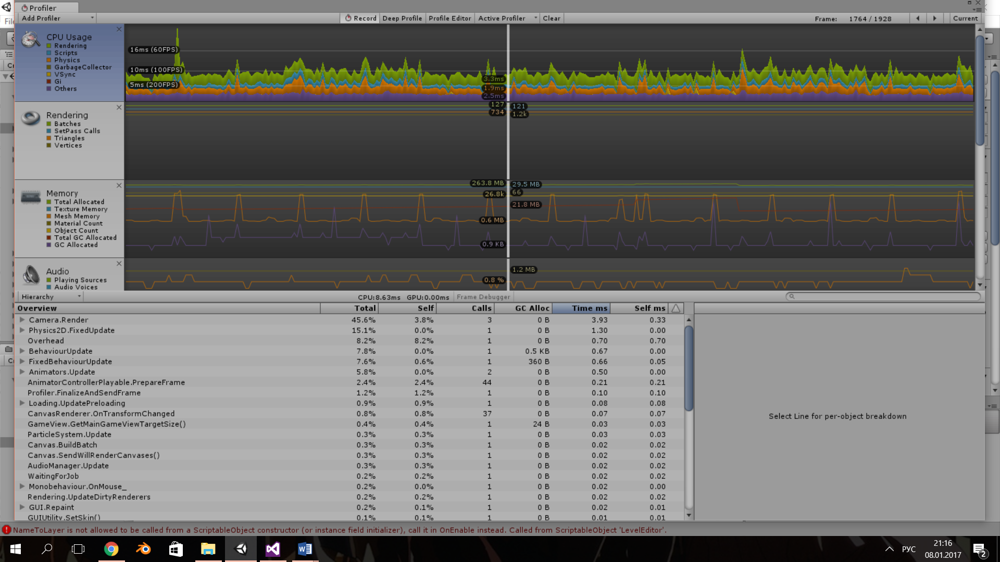 Profiler
Add Profiler
Record
Deep Profile
Profile Editor
Active Profiler
Clear
Frame: 1764 / 1928
Current
CPU Usage
Rendering
Scripts
Physics
GarbageCollector
VSync
Gi
Others
16ms (60FPS)
10ms (100FPS)
5ms (200FPS)
3.3ms
1.9ms
2.5ms
Rendering
Batches
SetPass Calls
Triangles
Vertices
127
734
121
1.2k
Memory
Total Allocated
Texture Memory
Mesh Memory
Material Count
Object Count
Total GC Allocated
GC Allocated
263.8 MB
26.8k
0.6 MB
0.9 KB
29.5 MB
66
21.8 MB
Audio
Playing Sources
Audio Voices
0.8 %
1.2 MB
Hierarchy
CPU:8.63ms GPU:0.00ms
Frame Debugger
Overview Total Self Calls GC Alloc Time ms Self ms
Camera.Render 45.6% 3.8% 3 0 B 3.93 0.33
Physics2D.FixedUpdate 15.1% 0.0% 1 0 B 1.30 0.00
Overhead 8.2% 8.2% 1 0 B 0.70 0.70
BehaviourUpdate 7.8% 0.0% 1 0.5 KB 0.67 0.00
FixedBehaviourUpdate 7.6% 0.6% 1 360 B 0.66 0.05
Animators.Update 5.8% 0.0% 2 0 B 0.50 0.00
AnimatorControllerPlayable.PrepareFrame 2.4% 2.4% 44 0 B 0.21 0.21
Profiler.FinalizeAndSendFrame 1.2% 1.2% 1 0 B 0.10 0.10
Loading.UpdatePreloading 0.9% 0.9% 1 0 B 0.08 0.08
CanvasRenderer.OnTransformChanged 0.8% 0.8% 37 0 B 0.07 0.07
GameView.GetMainGameViewTargetSize() 0.4% 0.4% 1 24 B 0.03 0.03
ParticleSystem.Update 0.3% 0.3% 1 0 B 0.03 0.03
Canvas.BuildBatch 0.3% 0.3% 1 0 B 0.02 0.02
Canvas.SendWillRenderCanvases() 0.3% 0.3% 1 0 B 0.02 0.02
AudioManager.Update 0.3% 0.3% 1 0 B 0.02 0.02
WaitingForJob 0.2% 0.2% 1 0 B 0.02 0.02
Monobehaviour.OnMouse_ 0.2% 0.0% 1 0 B 0.02 0.00
Rendering.UpdateDirtyRenderers 0.2% 0.2% 1 0 B 0.02 0.02
GUI.Repaint 0.2% 0.1% 1 0 B 0.02 0.01
GUIUtility.SetSkin() 0.1% 0.1% 1 0 B 0.01 0.01
Select Line for per-object breakdown
NameToLayer is not allowed to be called from a ScriptableObject constructor (or instance field initializer), call it in OnEnable instead. Called from ScriptableObject 'LevelEditor'.
РУС
21:16
08.01.2017
2